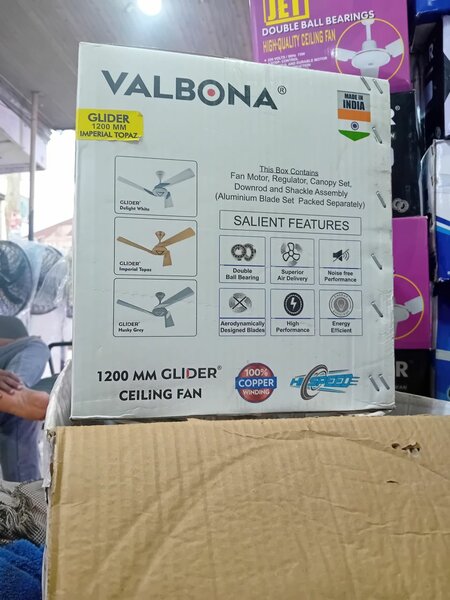 JETT
DOUBLE BALL BEARINGS
HIGH-QUALITY CEILING FAN
VALBONA®
MADE IN
INDIA
GLIDER
1200 MM
IMPERIAL TOPAZ
This Box Contains
Fan Motor, Regulator, Canopy Set,
Downrod and Shackle Assembly
(Aluminium Blade Set Packed Separately)
GLIDER®
Delight White
GLIDER®
Imperial Topaz
GLIDER®
Husky Grey
SALIENT FEATURES
Double
Ball Bearing
Superior
Air Delivery
Noise free
Performance
Aerodynamically
Designed Blades
High
Performance
Energy
Efficient
1200 MM GLIDER®
CEILING FAN
100%
COPPER
WINDING
HI-SPEED